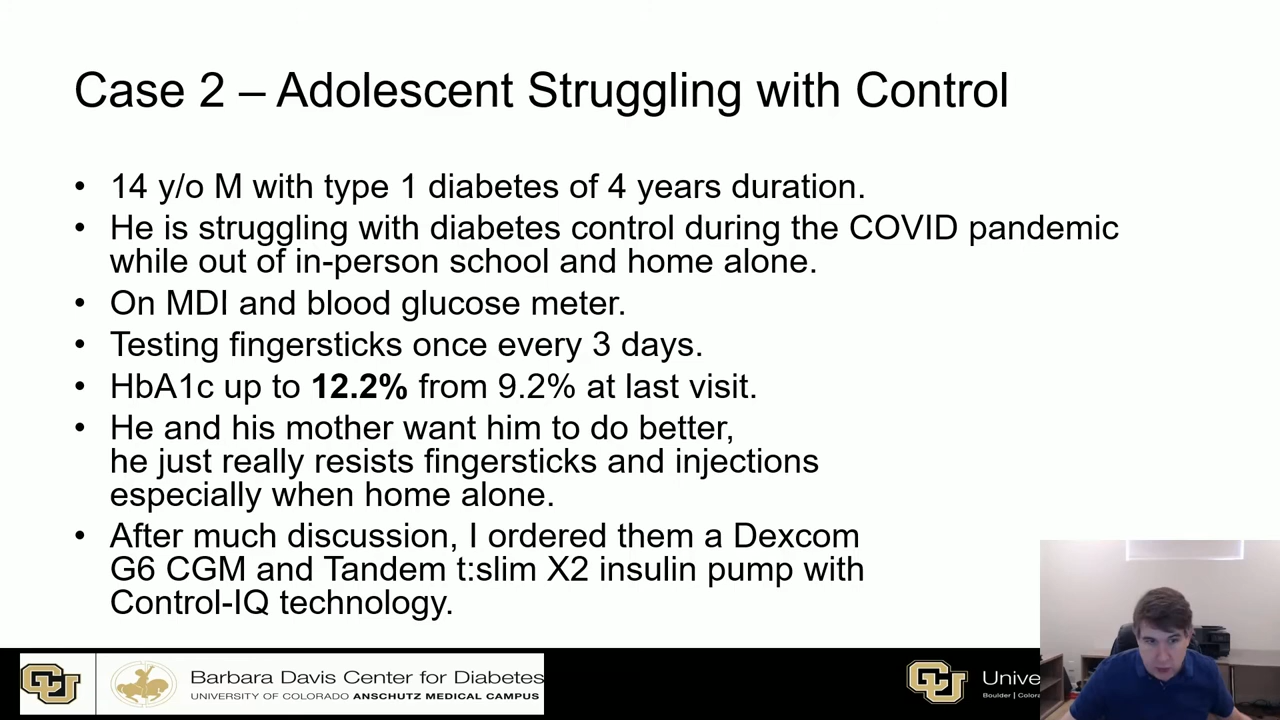 Case 2 – Adolescent Struggling with Control
• 14 y/o M with type 1 diabetes of 4 years duration.
• He is struggling with diabetes control during the COVID pandemic
while out of in-person school and home alone.
• On MDI and blood glucose meter.
• Testing fingersticks once every 3 days.
• HbA1c up to 12.2% from 9.2% at last visit.
• He and his mother want him to do better,
he just really resists fingersticks and injections
especially when home alone.
• After much discussion, I ordered them a Dexcom
G6 CGM and Tandem t:slim X2 insulin pump with
Control-IQ technology.
CU
Barbara Davis Center for Diabetes
UNIVERSITY OF COLORADO ANSCHUTZ MEDICAL CAMPUS
CU
Unive
Boulder | Colora